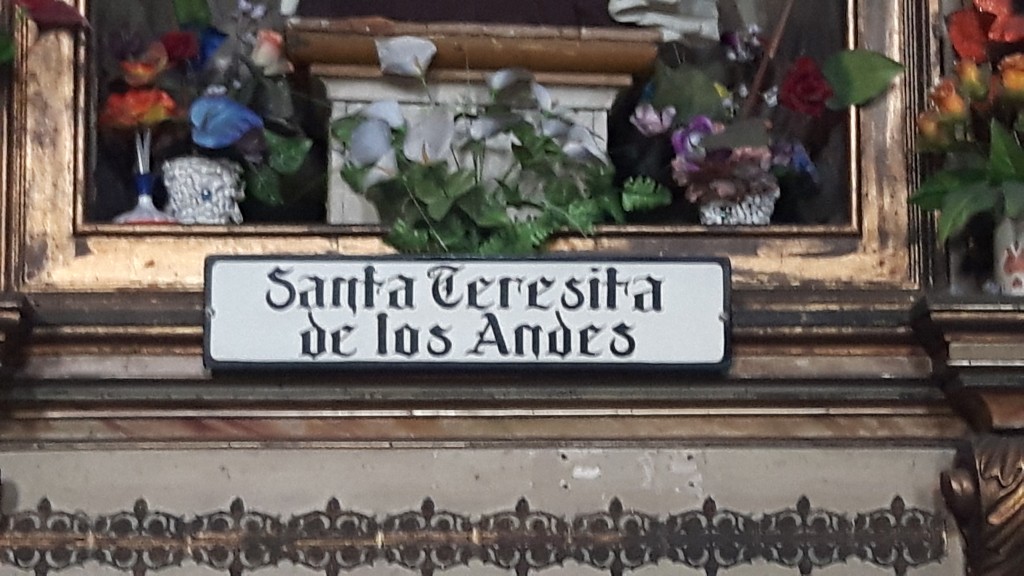 Santa Teresita
de los Andes